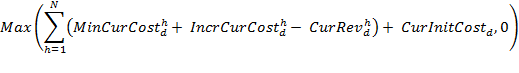 Max(∑_{h=1}^{N}(MinCurCost_d^h + IncrCurCost_d^h − CurRev_d^h) + CurInitCost_d, 0)